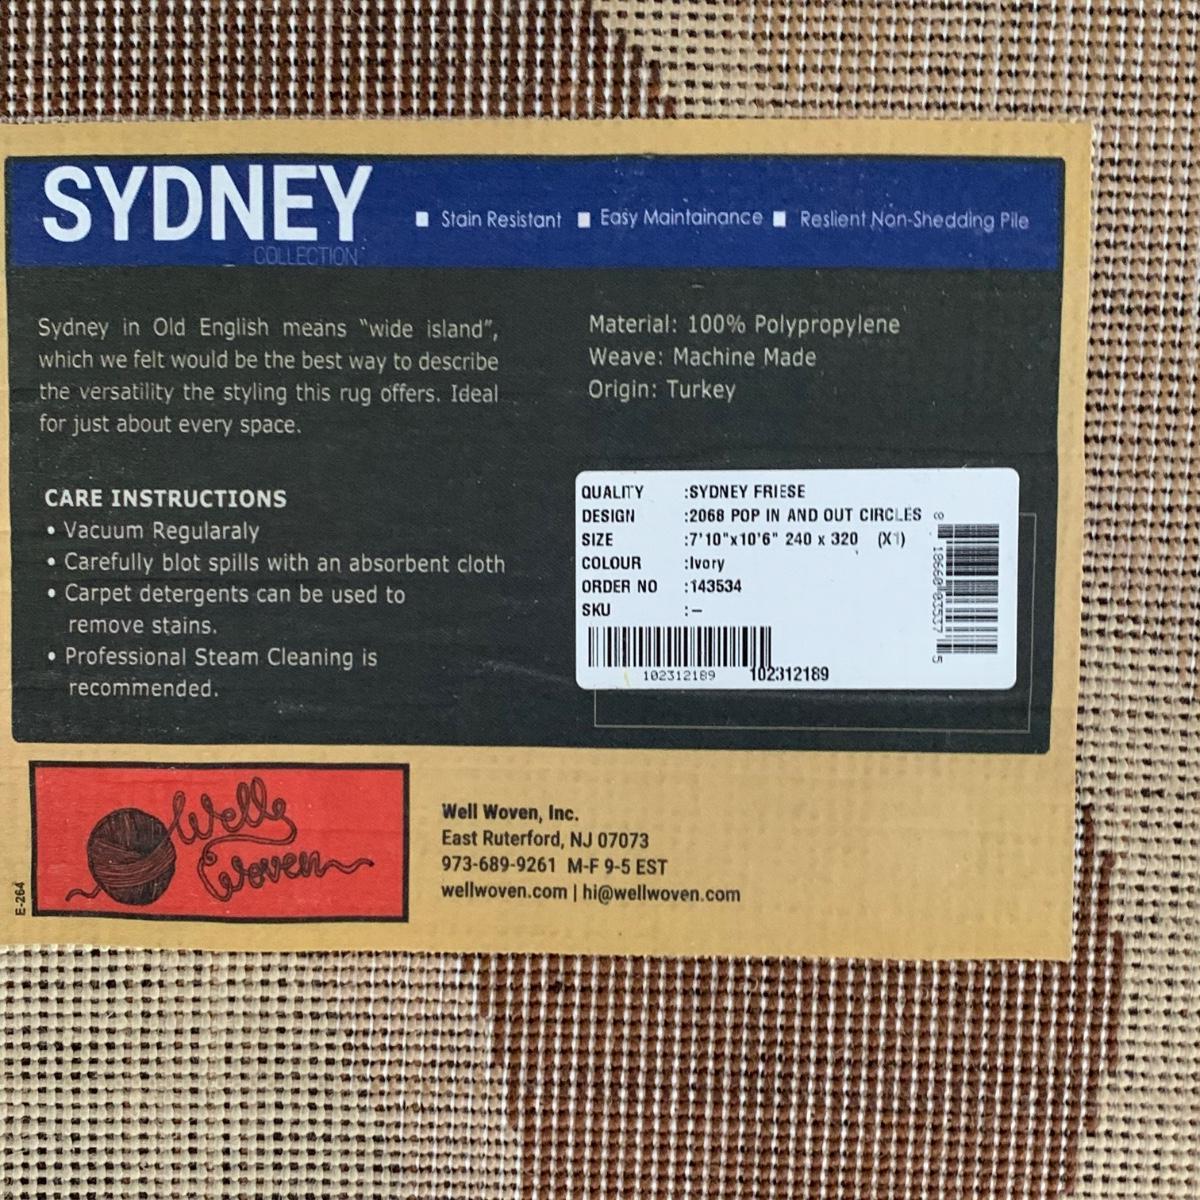 SYDNEY
COLLECTION
Stain Resistant Easy Maintainance Reslient Non-Shedding Pile
Sydney in Old English means "wide island",
which we felt would be the best way to describe
the versatility the styling this rug offers. Ideal
for just about every space.
CARE INSTRUCTIONS
• Vacuum Regularaly
• Carefully blot spills with an absorbent cloth
• Carpet detergents can be used to
remove stains.
• Professional Steam Cleaning is
recommended.
Material: 100% Polypropylene
Weave: Machine Made
Origin: Turkey
QUALITY :SYDNEY FRIESE
DESIGN :2068 POP IN AND OUT CIRCLES
SIZE :7'10"x10'6" 240 x 320 (X1)
COLOUR :Ivory
ORDER NO :143534
SKU :–
102312189 102312189
Wells
Woven
E-264
Well Woven, Inc.
East Ruterford, NJ 07073
973-689-9261 M-F 9-5 EST
wellwoven.com | hi@wellwoven.com